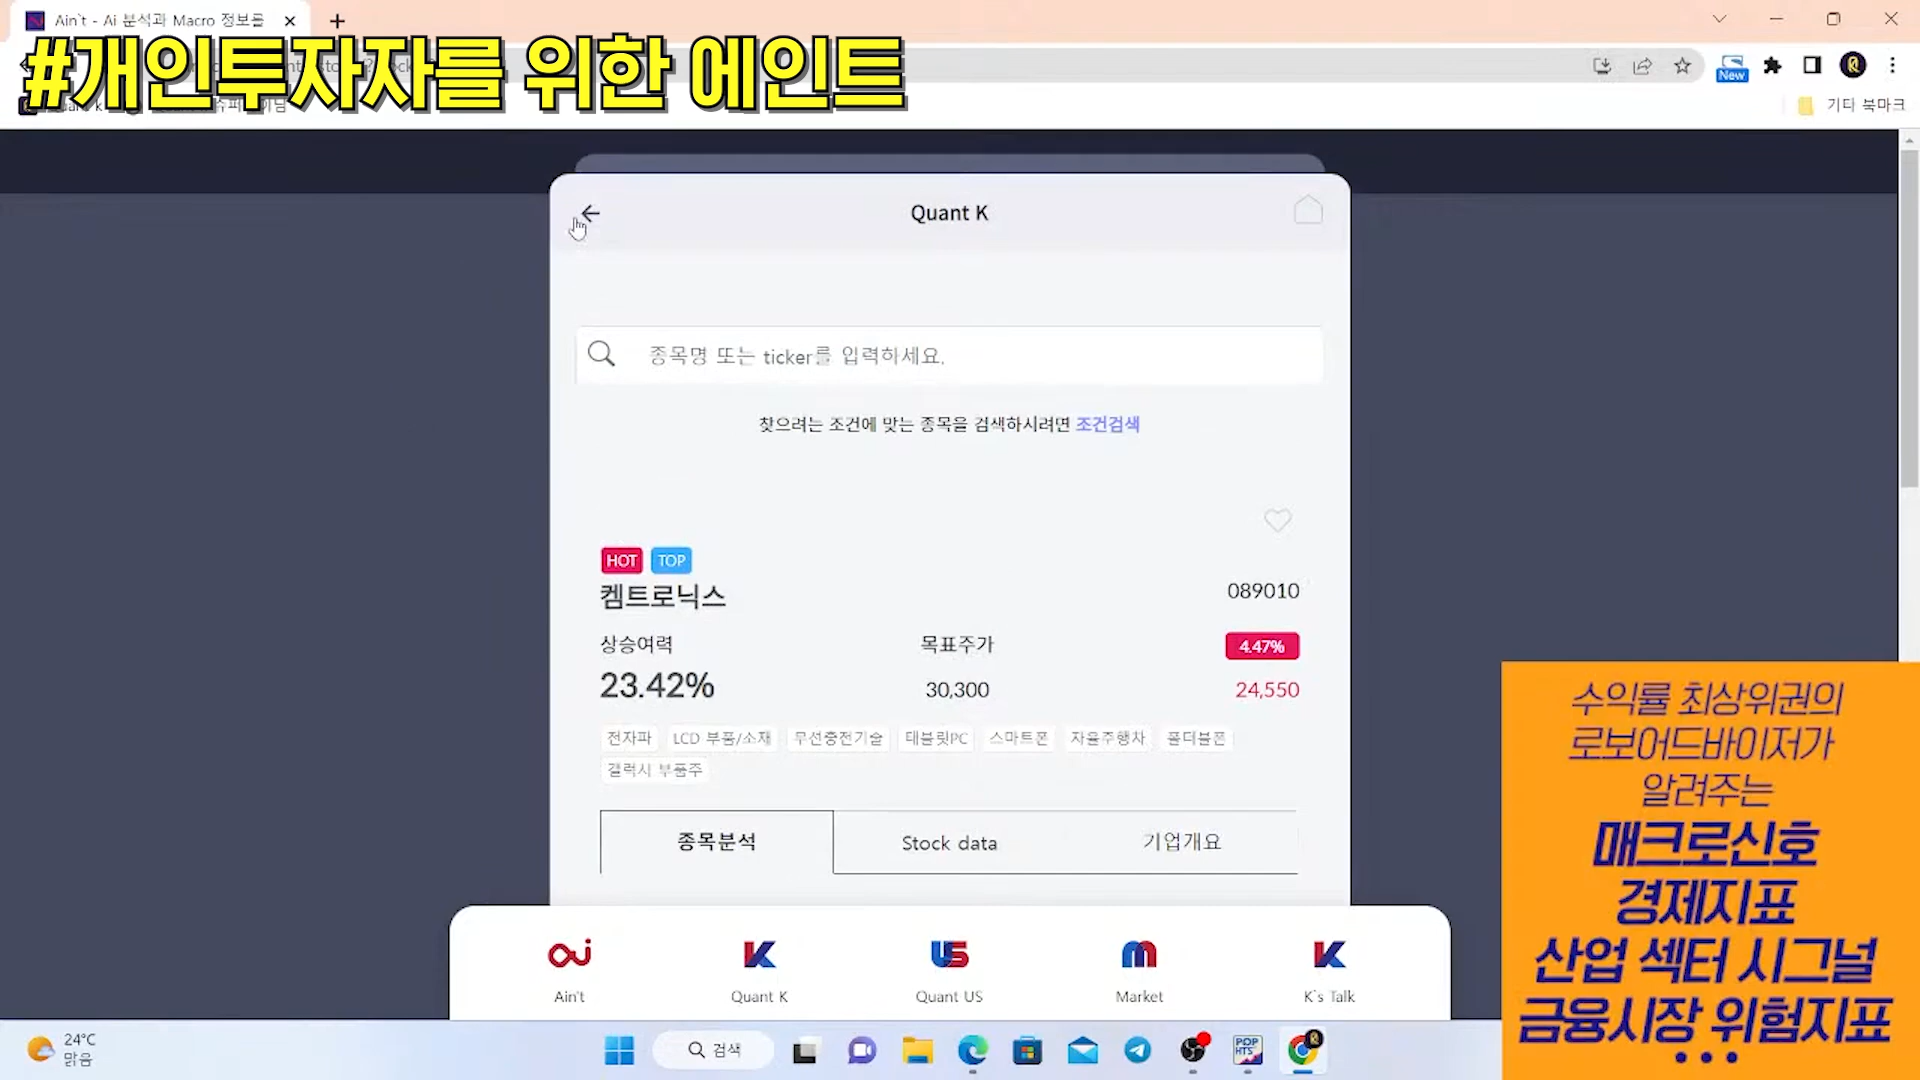 Ain`t - Ai 분석과 Macro 정보를
#개인투자자를 위한 에인트
New
기타 북마크
Quant K
종목명 또는 ticker를 입력하세요.
찾으려는 조건에 맞는 종목을 검색하시려면 조건검색
HOT TOP
켐트로닉스
089010
상승여력
목표주가
4.47%
23.42%
30,300
24,550
전자파 LCD 부품/소재 무선충전기술 태블릿PC 스마트폰 자율주행차 폴더블폰
갤럭시 부품주
종목분석
Stock data
기업개요
Ain't
Quant K
Quant US
Market
K`s Talk
수익률 최상위권의
로보어드바이저가
알려주는
매크로신호
경제지표
산업 섹터 시그널
금융시장 위험지표
...
24°C
맑음
검색
POP
HTS